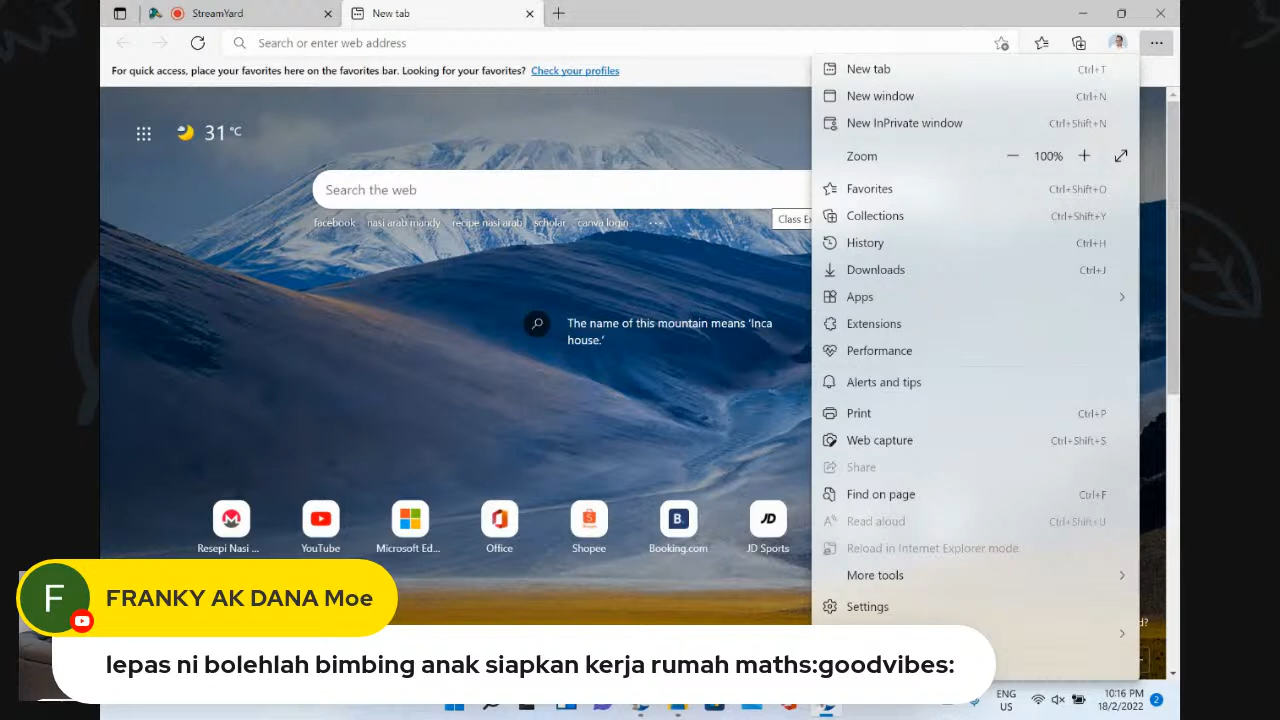 StreamYard
New tab
Search or enter web address
For quick access, place your favorites here on the favorites bar. Looking for your favorites? Check your profiles
31 °C
Search the web
facebook nasi arab mandy recipe nasi arab scholar canva login ...
Class Ex
The name of this mountain means ‘Inca
house.’
Resepi Nasi ...
YouTube
Microsoft Ed...
Office
Shopee
B.
Booking.com
JD
JD Sports
New tab Ctrl+T
New window Ctrl+N
New InPrivate window Ctrl+Shift+N
Zoom 100%
Favorites Ctrl+Shift+O
Collections Ctrl+Shift+Y
History Ctrl+H
Downloads Ctrl+J
Apps
Extensions
Performance
Alerts and tips
Print Ctrl+P
Web capture Ctrl+Shift+S
Share
Find on page Ctrl+F
Read aloud Ctrl+Shift+U
Reload in Internet Explorer mode
More tools
Settings
d?
F
FRANKY AK DANA Moe
lepas ni bolehlah bimbing anak siapkan kerja rumah maths:goodvibes:
ENG
US
10:16 PM
18/2/2022
2